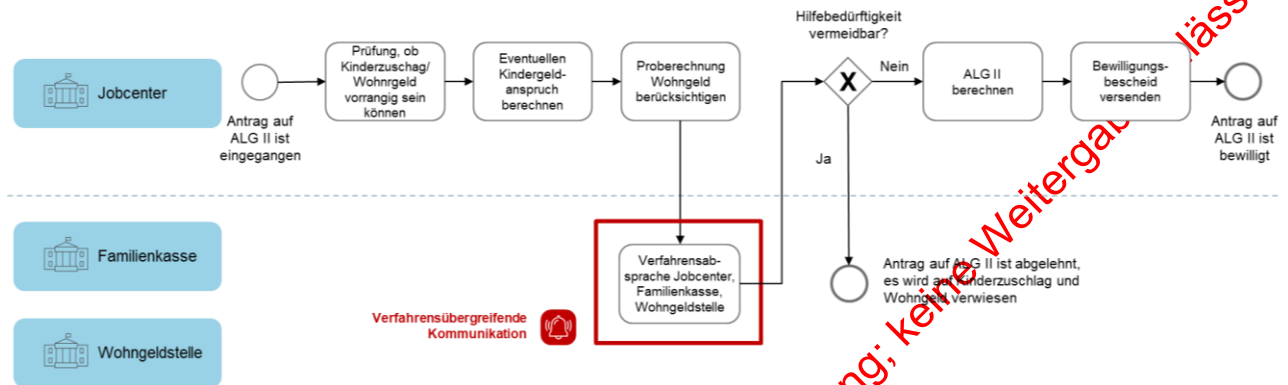 Jobcenter
Antrag auf
ALG II ist
eingegangen
Prüfung, ob
Kinderzuschag/
Wohnrgeld
vorrangig sein
können
Eventuellen
Kindergeld-
anspruch
berechnen
Proberechnung
Wohngeld
berücksichtigen
Hilfebedürftigkeit
vermeidbar?
X
Nein
Ja
ALG II
berechnen
Bewilligungs-
bescheid
versenden
Antrag auf
ALG II ist
bewilligt
Familienkasse
Wohngeldstelle
Verfahrensab-
sprache Jobcenter,
Familienkasse,
Wohngeldstelle
Verfahrensübergreifende
Kommunikation
Antrag auf ALG II ist abgelehnt,
es wird auf Kinderzuschlag und
Wohngeld verwiesen
keine Weitergabe